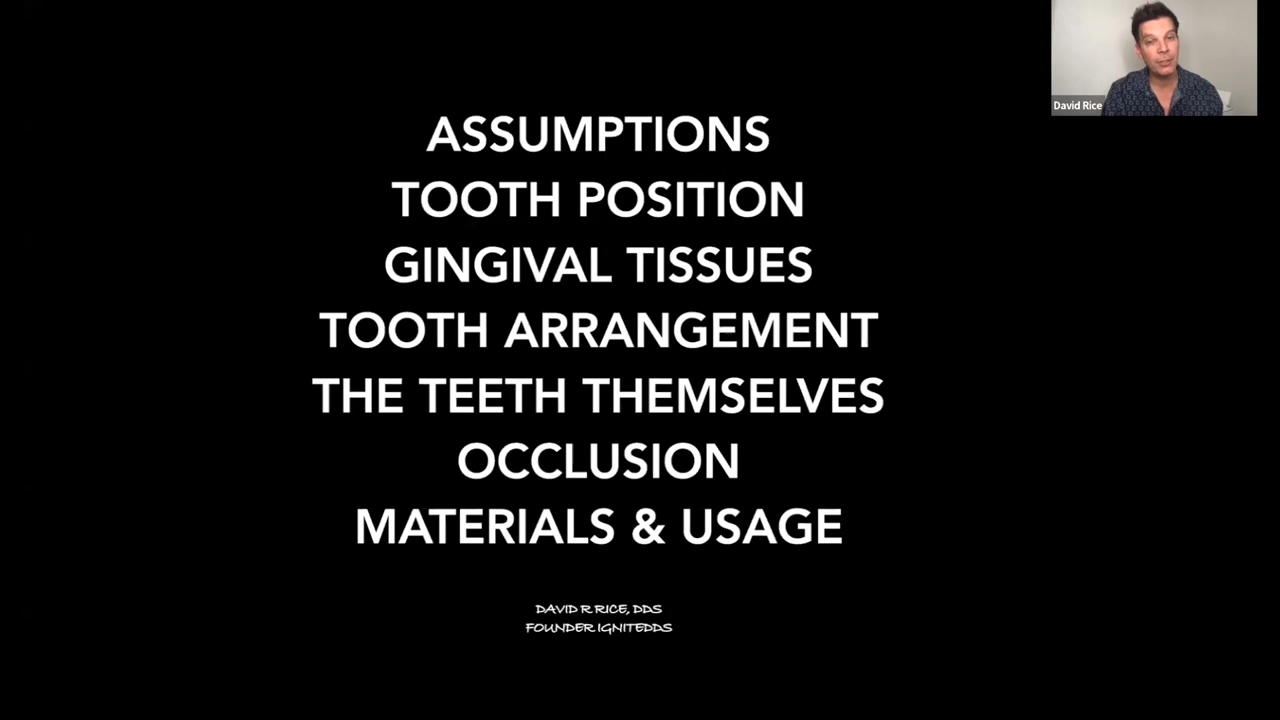 ASSUMPTIONS
TOOTH POSITION
GINGIVAL TISSUES
TOOTH ARRANGEMENT
THE TEETH THEMSELVES
OCCLUSION
MATERIALS & USAGE
DAVID R RICE, DDS
FOUNDER IGNITEDDS
David Rice